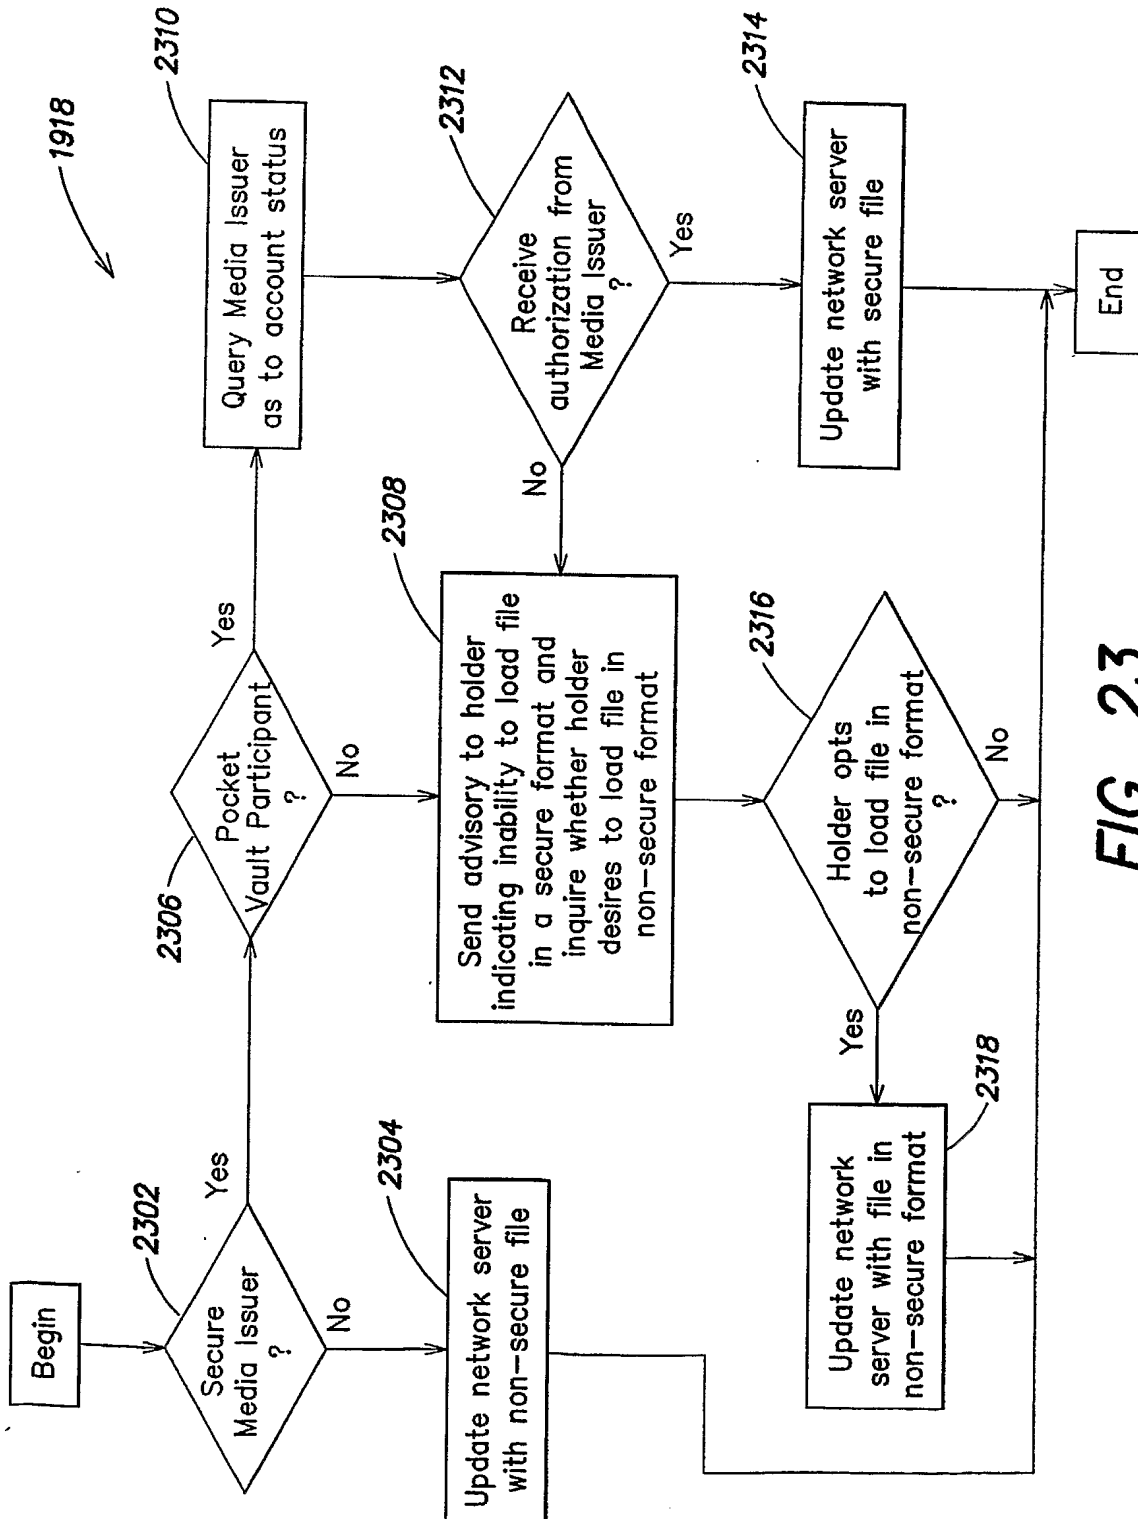 1918
Begin
2302
Secure
Media Issuer
?
Yes
No
2304
Update network server
with non-secure file
2306
Pocket
Vault Participant
?
Yes
No
2310
Query Media Issuer
as to account status
2308
Send advisory to holder
indicating inability to load file
in a secure format and
inquire whether holder
desires to load file in
non-secure format
2312
Receive
authorization from
Media Issuer
?
No
Yes
2314
Update network server
with secure file
2316
Holder opts
to load file in
non-secure format
?
Yes
No
2318
Update network
server with file in
non-secure format
End
FIG. 23